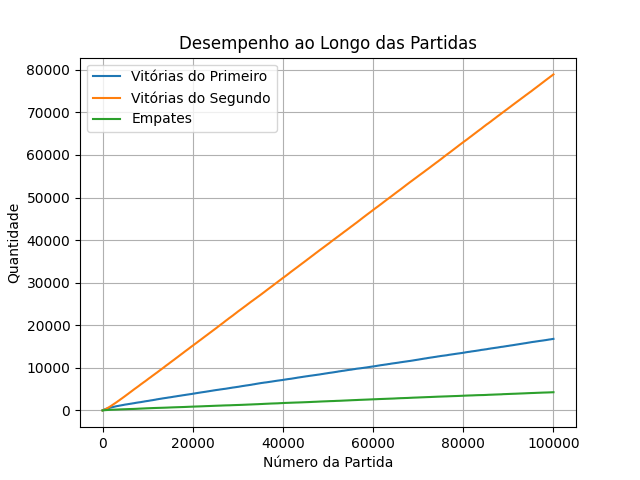 Desempenho ao Longo das Partidas
Vitórias do Primeiro
Vitórias do Segundo
Empates
80000
70000
60000
50000
40000
30000
20000
10000
0
Quantidade
0 20000 40000 60000 80000 100000
Número da Partida